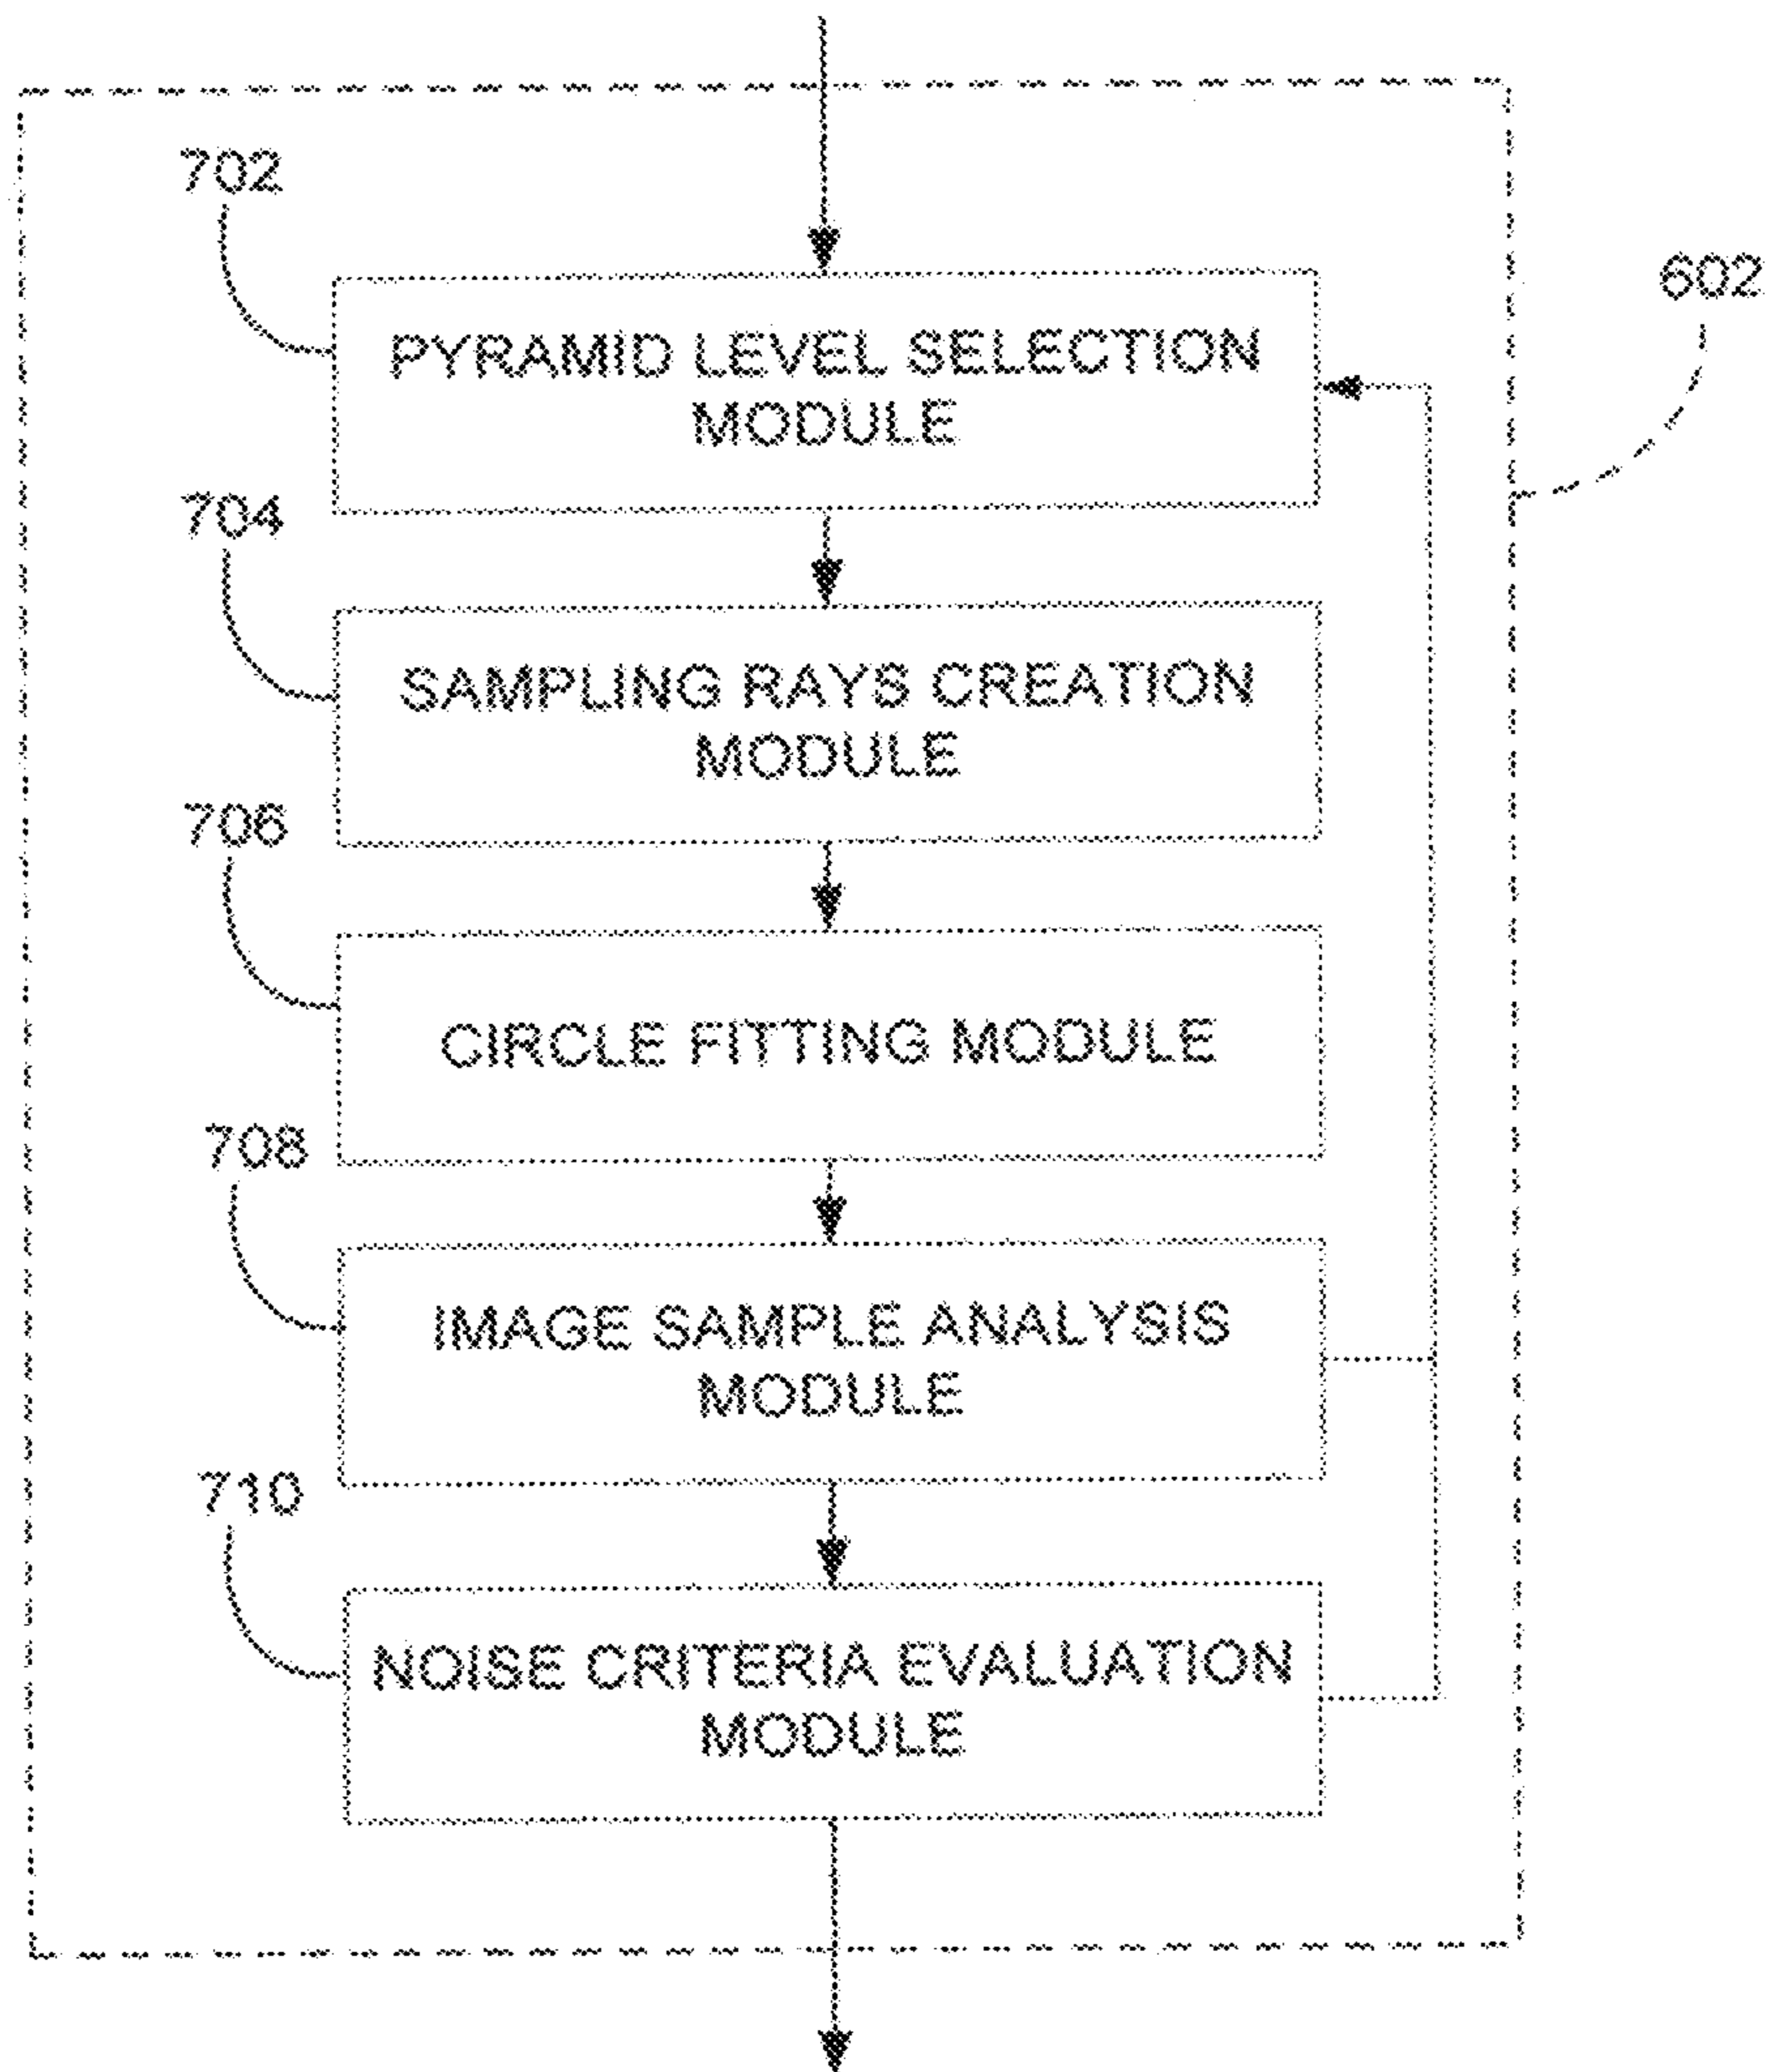 702
602
PYRAMID LEVEL SELECTION
MODULE
704
SAMPLING RAYS CREATION
MODULE
706
CIRCLE FITTING MODULE
708
IMAGE SAMPLE ANALYSIS
MODULE
710
NOISE CRITERIA EVALUATION
MODULE